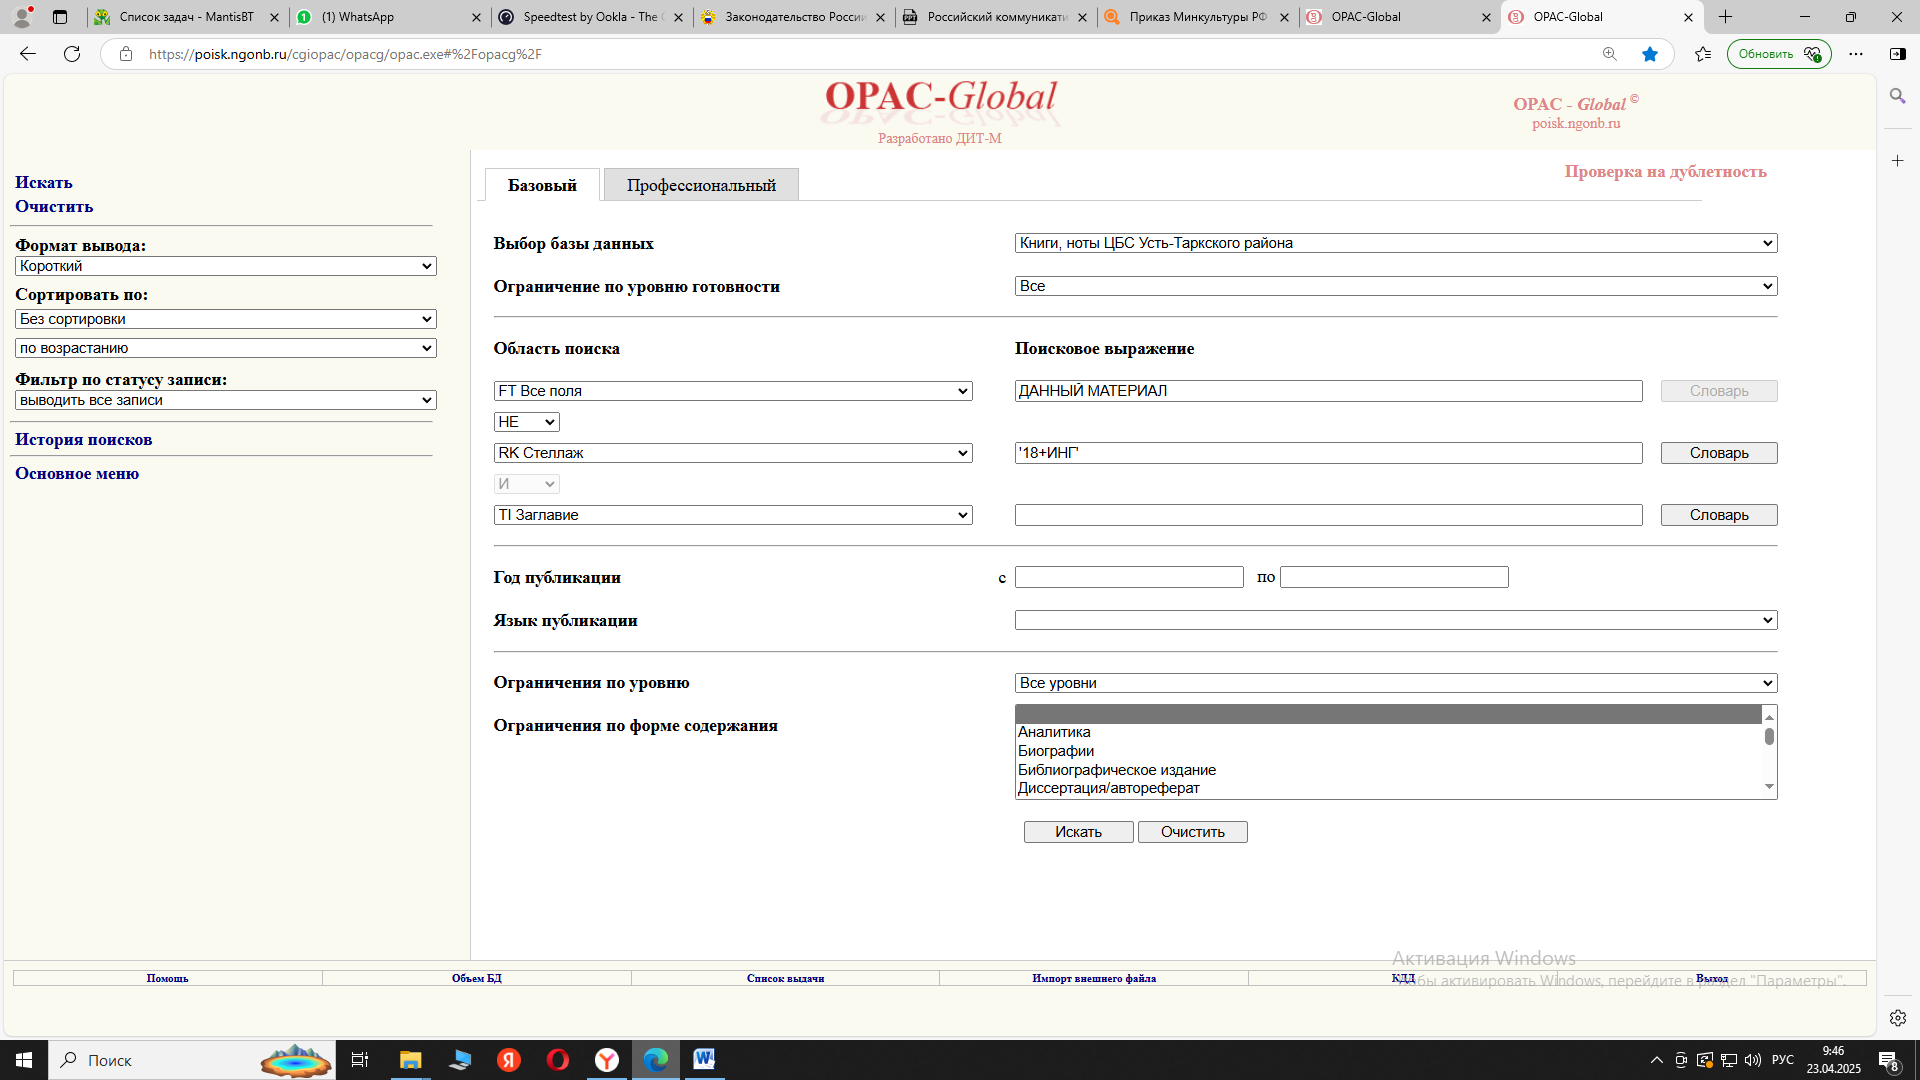 Список задач - MantisBT
(1) WhatsApp
Speedtest by Ookla - The
Законодательство России
Российский коммуникати
Приказ Минкультуры РФ
OPAC-Global
OPAC-Global
https://poisk.ngonb.ru/cgiopac/opacg/opac.exe#%2Fopacg%2F
Обновить
OPAC-Global
Разработано ДИТ-М
OPAC - Global ©
poisk.ngonb.ru
Искать
Очистить
Формат вывода:
Короткий
Сортировать по:
Без сортировки
по возрастанию
Фильтр по статусу записи:
выводить все записи
История поисков
Основное меню
Базовый
Профессиональный
Проверка на дублетность
Выбор базы данных
Книги, ноты ЦБС Усть-Таркского района
Ограничение по уровню готовности
Все
Область поиска
Поисковое выражение
FT Все поля
ДАННЫЙ МАТЕРИАЛ
Словарь
НЕ
RK Стеллаж
'18+ИНГ'
Словарь
И
TI Заглавие
Словарь
Год публикации
с
по
Язык публикации
Ограничения по уровню
Все уровни
Ограничения по форме содержания
Аналитика
Биографии
Библиографическое издание
Диссертация/автореферат
Искать
Очистить
Активация Windows
Чтобы активировать Windows, перейдите в раздел "Параметры".
Помощь
Объем БД
Список выдачи
Импорт внешнего файла
КДД
Выход
Поиск
РУС
9:46
23.04.2025
8